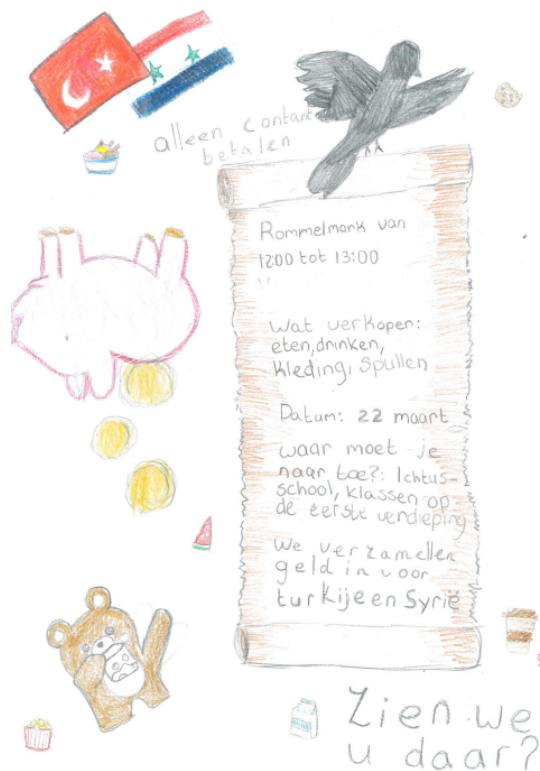 alleen contant
betalen
Rommelmark van
1200 tot 13:00
Wat verkopen:
eten, drinken,
kleding, spullen
Datum: 22 maart
waar moet je
naar toe?: Ichtus-
school, klassen op
de eerste verdieping
We verzamellen
geld in voor
turkije en Syrië
Zien we
u daar?